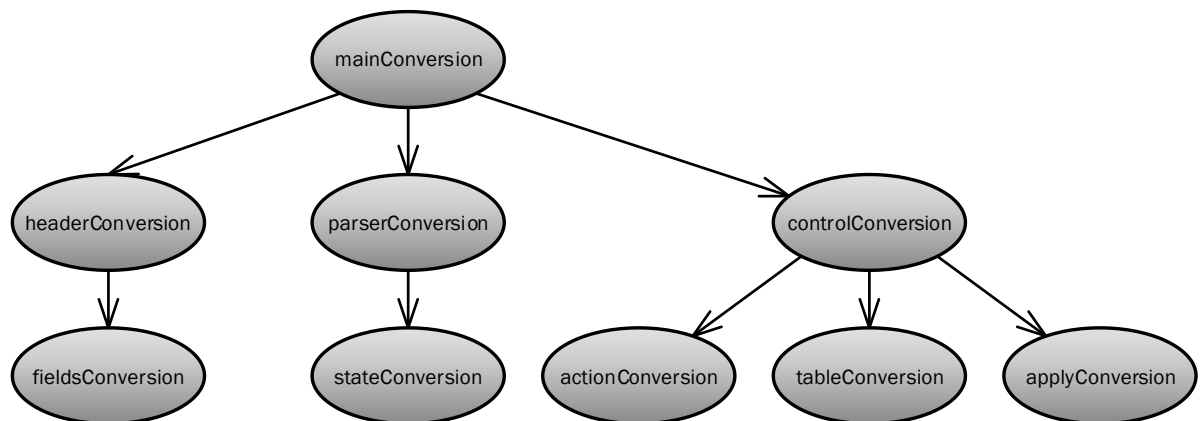 mainConversion
headerConversion
parserConversion
controlConversion
fieldsConversion
stateConversion
actionConversion
tableConversion
applyConversion